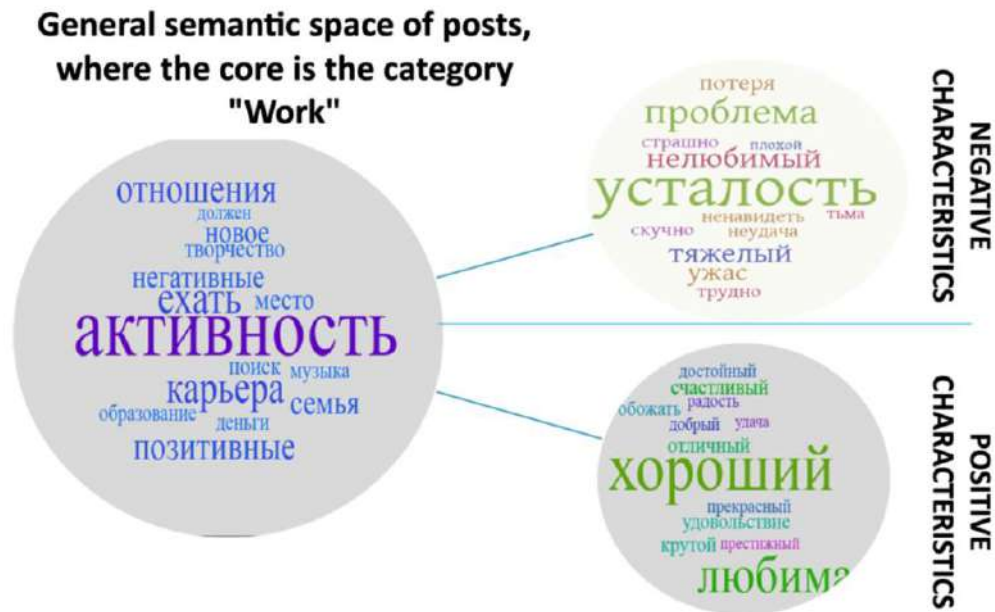 General semantic space of posts,
where the core is the category
"Work"
отношения
должен
новое
творчество
негативные
ехать место
активность
поиск музыка
карьера семья
образование деньги
позитивные
потеря
проблема
страшно плохой
нелюбимый
усталость
ненавидеть тьма
скучно неудача
тяжелый
ужас
трудно
NEGATIVE
CHARACTERISTICS
достойный
счастливый
обожать радость
добрый удача
отличный
хороший
прекрасный
удовольствие
крутой престижный
любима
POSITIVE
CHARACTERISTICS